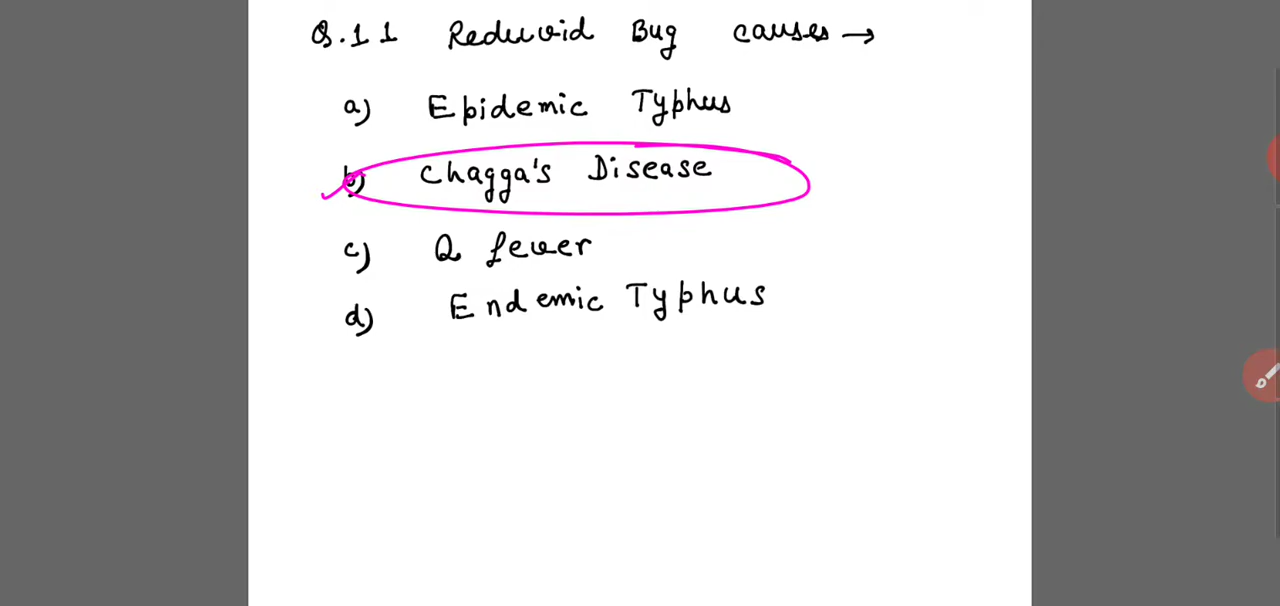 Q.11 Reduvid Bug causes →
a) Epidemic Typhus
b) Chagga's Disease
c) Q fever
d) Endemic Typhus